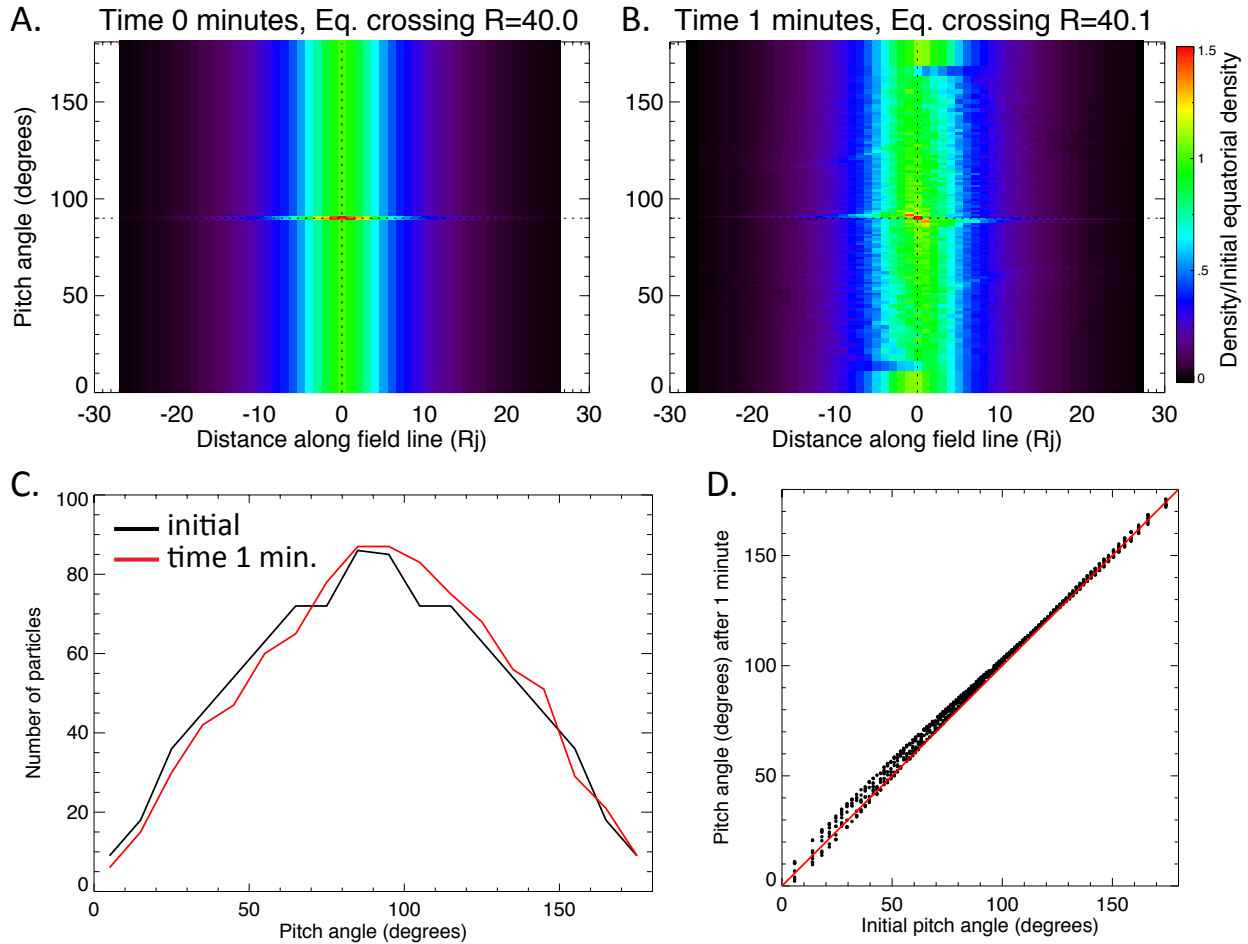 A.
Time 0 minutes, Eq. crossing R=40.0
B.
Time 1 minutes, Eq. crossing R=40.1
Pitch angle (degrees)
150
100
50
0
-30 -20 -10 0 10 20 30
Distance along field line (Rj)
150
100
50
0
-30 -20 -10 0 10 20 30
Distance along field line (Rj)
1.5
1
.5
0
Density/Initial equatorial density
C.
initial
time 1 min.
Number of particles
100
80
60
40
20
0
0 50 100 150
Pitch angle (degrees)
D.
Pitch angle (degrees) after 1 minute
150
100
50
0
0 50 100 150
Initial pitch angle (degrees)